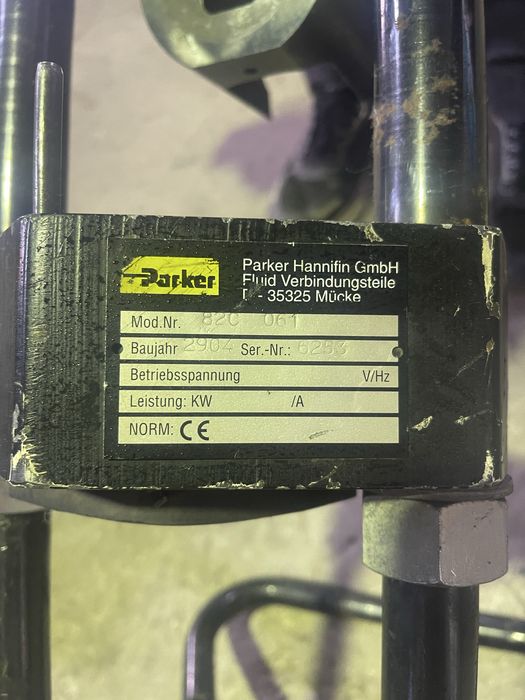 Parker
Parker Hannifin GmbH
Fluid Verbindungsteile
D - 35325 Mücke
Mod.Nr. 82C 061
Baujahr 2904 Ser.-Nr.: 6293
Betriebsspannung V/Hz
Leistung: KW /A
NORM: CE